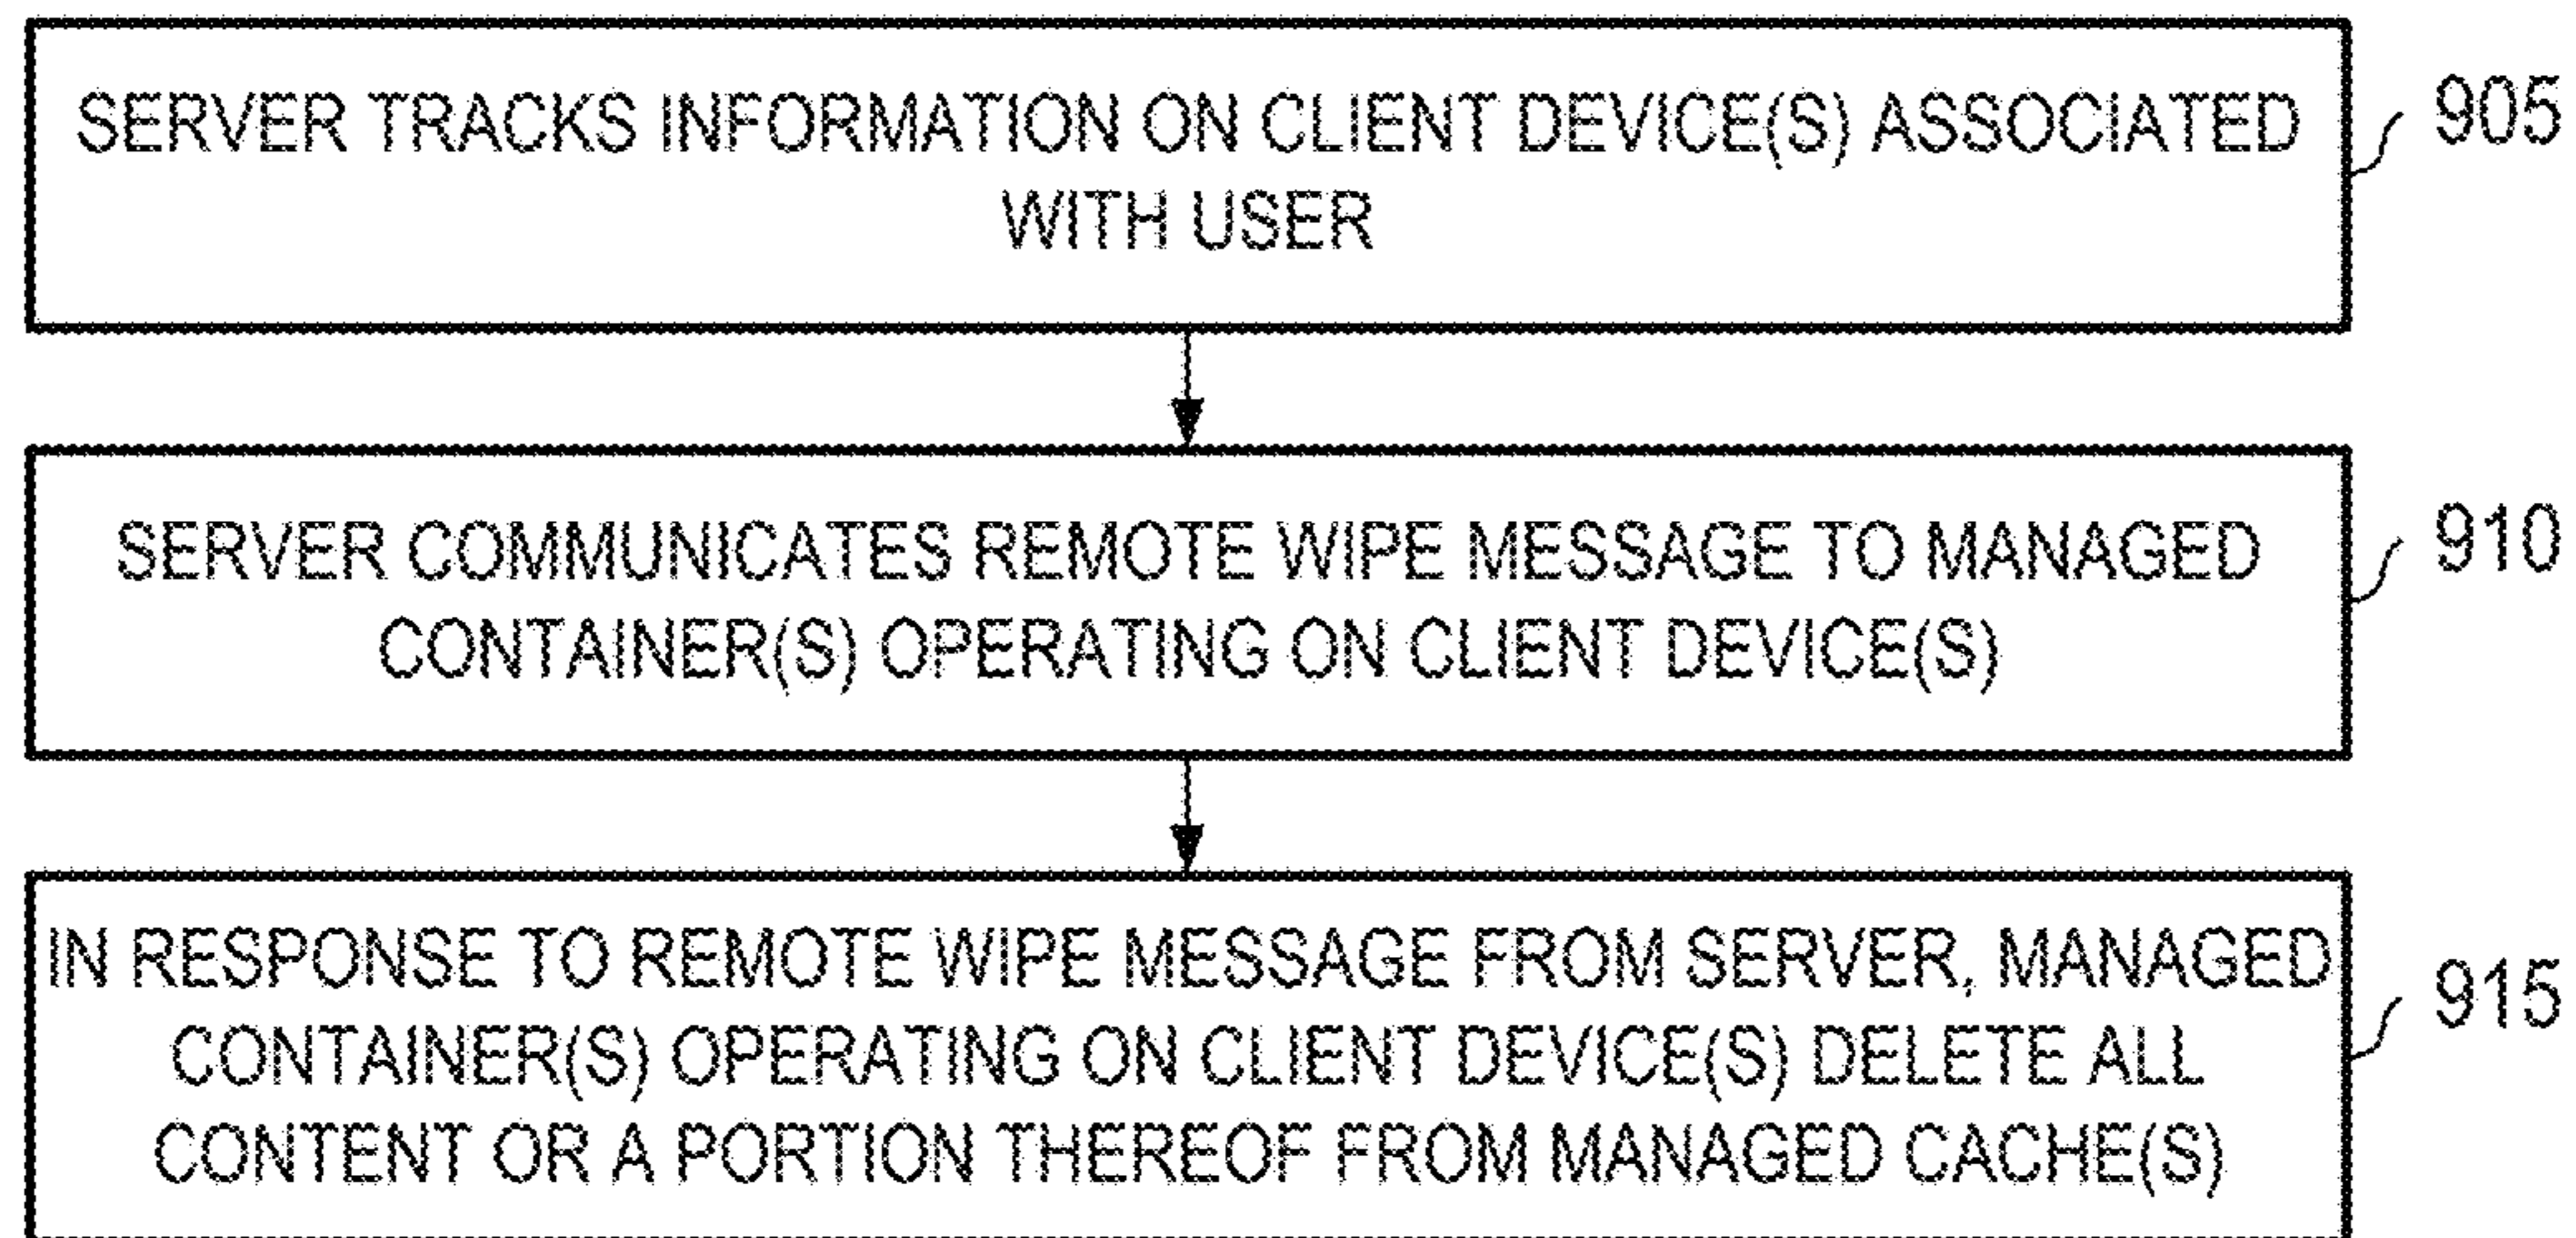 SERVER TRACKS INFORMATION ON CLIENT DEVICE(S) ASSOCIATED
WITH USER
905
SERVER COMMUNICATES REMOTE WIPE MESSAGE TO MANAGED
CONTAINER(S) OPERATING ON CLIENT DEVICE(S)
910
IN RESPONSE TO REMOTE WIPE MESSAGE FROM SERVER, MANAGED
CONTAINER(S) OPERATING ON CLIENT DEVICE(S) DELETE ALL
CONTENT OR A PORTION THEREOF FROM MANAGED CACHE(S)
915